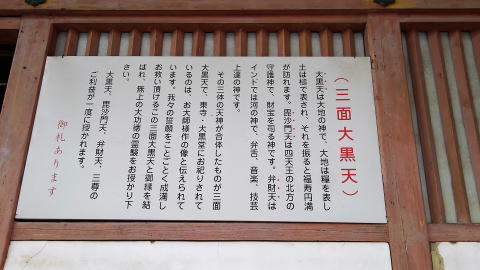 (三面大黒天)
大黒天は大地の神で、大地は糧を表し
土は槌で表され、それを振ると福寿円満
が訪れます。毘沙門天は四天王の北方の
守護神で、財宝を司る神です。弁財天は
インドでは河の神で、弁舌、音楽、技芸
上達の神です。
その三体の天神が合体したものが三面
大黒天で、東寺・大黒堂にお祀りされて
いるのは、お大師様作の像と伝えられて
います。我々の誓願をことごとく成満し
お救い頂けるこの三面大黒天と御縁を結
ばれ、無上の大功徳の霊験をお授かり下
さい。
大黒天、毘沙門天、弁財天、三尊の
ご利益が一度に授かれます。
御札あります